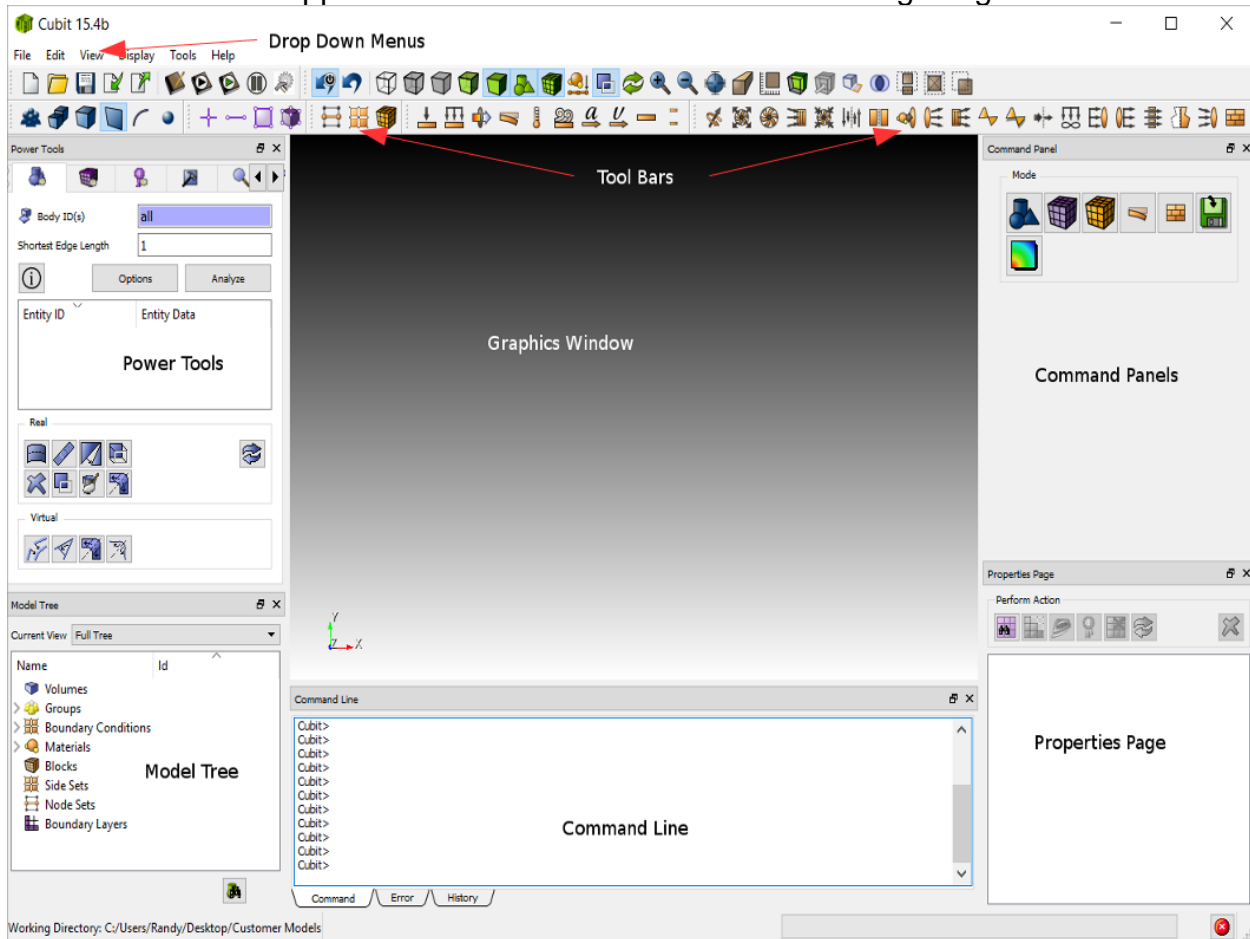 Cubit 15.4b
Drop Down Menus
File Edit View Display Tools Help
Power Tools
Tool Bars
Command Panel
Mode
Body ID(s) all
Shortest Edge Length 1
Options Analyze
Entity ID Entity Data
Graphics Window
Power Tools
Command Panels
Real
Virtual
Properties Page
Perform Action
Model Tree
Current View Full Tree
Y
Z X
Name Id
Volumes
Groups
Boundary Conditions
Materials
Blocks
Side Sets
Node Sets
Boundary Layers
Model Tree
Command Line
Cubit>
Cubit>
Cubit>
Cubit>
Cubit>
Cubit>
Cubit>
Cubit>
Cubit>
Cubit>
Cubit>
Command Line
Properties Page
Command Error History
Working Directory: C:/Users/Randy/Desktop/Customer Models